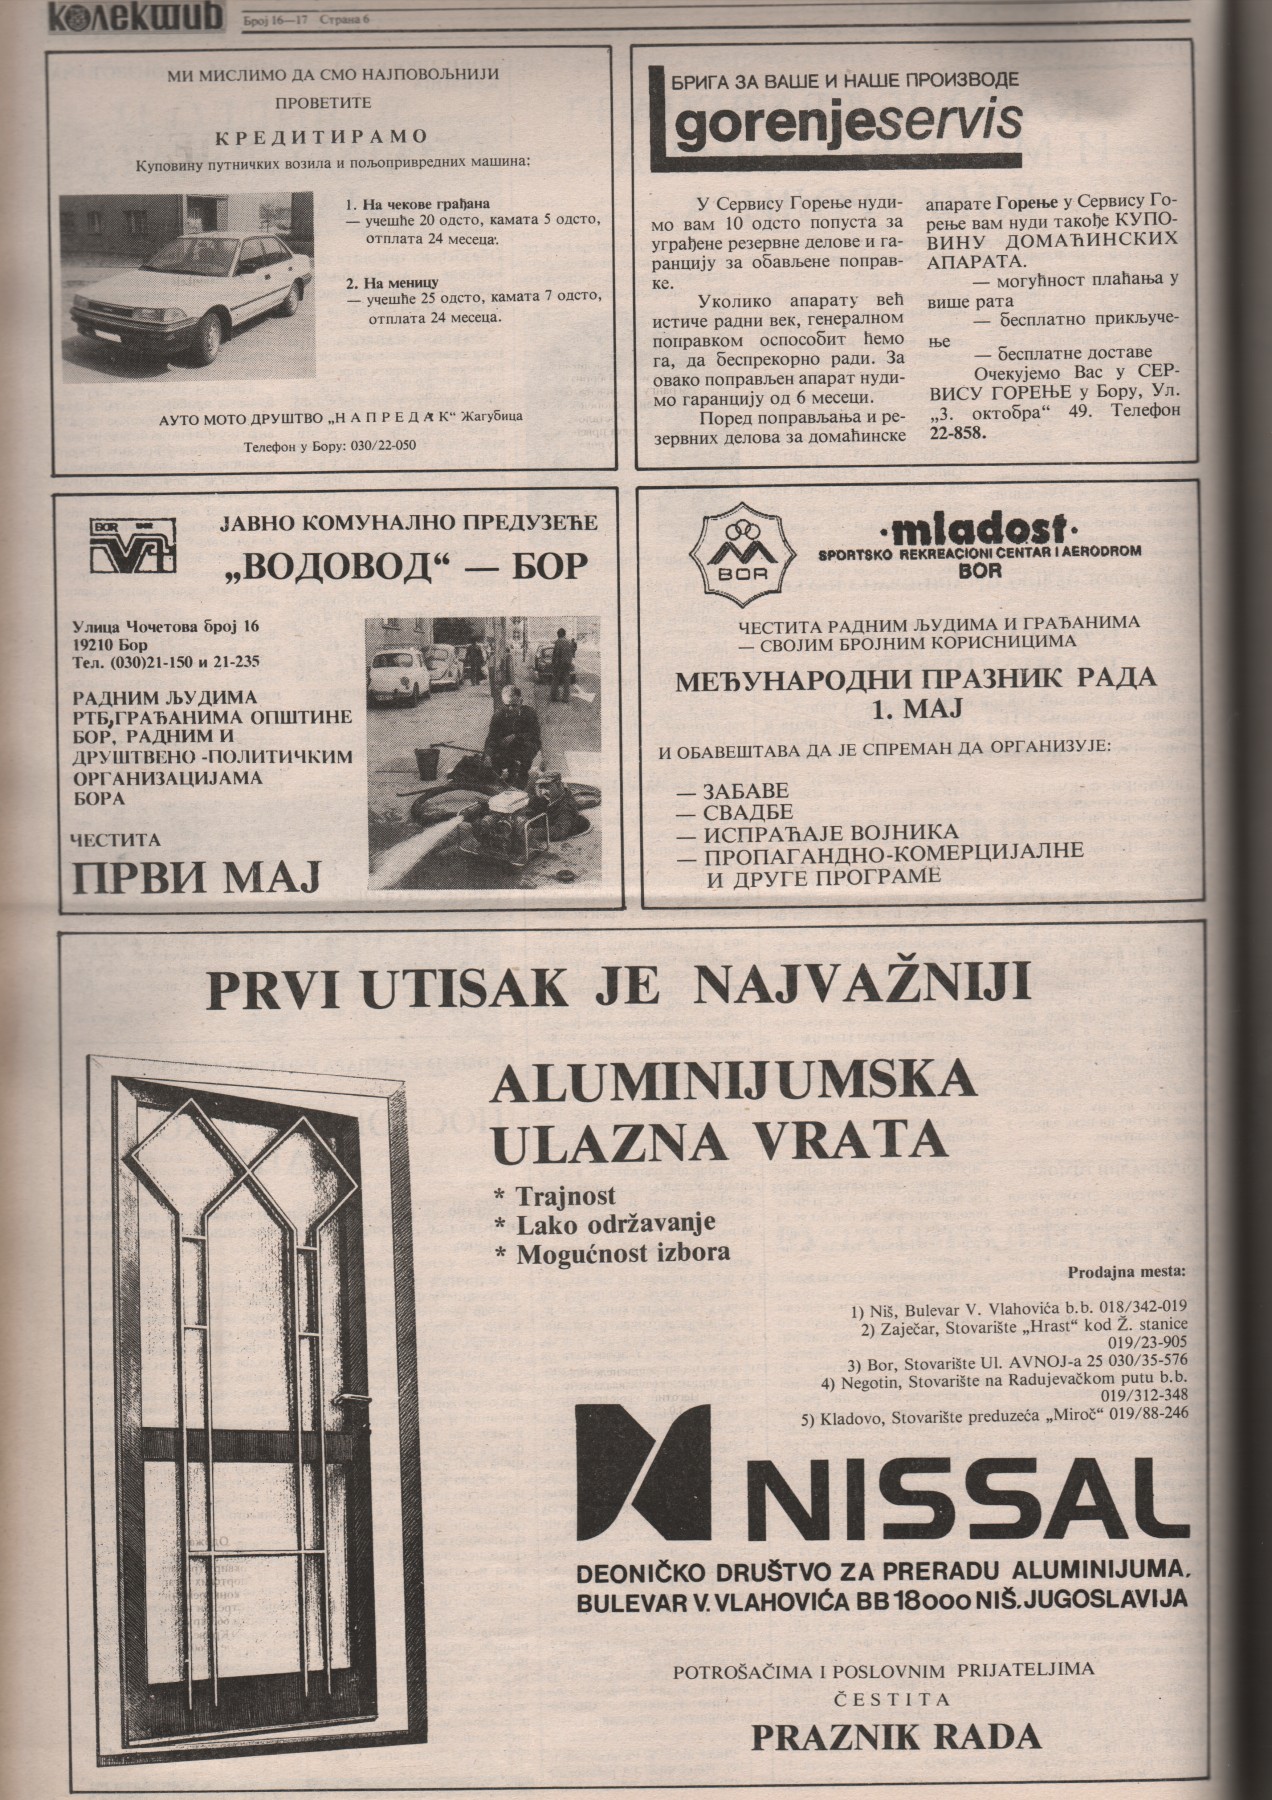 колектив
Број 16—17 Страна 6
МИ МИСЛИМО ДА СМО НАЈПОВОЉНИЈИ
ПРОВЕТИТЕ
КРЕДИТИРАМО
Куповину путничких возила и пољопривредних машина:
1. На чекове грађана
— учешће 20 одсто, камата 5 одсто,
отплата 24 месеца.
2. На меницу
— учешће 25 одсто, камата 7 одсто,
отплата 24 месеца.
АУТО МОТО ДРУШТВО „НАПРЕДАК“ Жагубица
Телефон у Бору: 030/22-050
БРИГА ЗА ВАШЕ И НАШЕ ПРОИЗВОДЕ
gorenjeservis
У Сервису Горење нуди-
мо вам 10 одсто попуста за
уграђене резервне делове и га-
ранцију за обављене поправ-
ке.
Уколико апарату већ
истиче радни век, генералном
поправком оспособит ћемо
га, да беспрекорно ради. За
овако поправљен апарат нуди-
мо гаранцију од 6 месеци.
Поред поправљања и ре-
зервних делова за домаћинске
апарате Горење у Сервису Го-
рење вам нуди такође КУПО-
ВИНУ ДОМАЋИНСКИХ
АПАРАТА.
— могућност плаћања у
више рата
— бесплатно прикључе-
ње
— бесплатне доставе
Очекујемо Вас у СЕР-
ВИСУ ГОРЕЊЕ у Бору, Ул.
„3. октобра“ 49. Телефон
22-858.
BOR
ЈАВНО КОМУНАЛНО ПРЕДУЗЕЋЕ
„ВОДОВОД“ — БОР
Улица Чочетова број 16
19210 Бор
Тел. (030)21-150 и 21-235
РАДНИМ ЉУДИМА
РТБ,ГРАЂАНИМА ОПШТИНЕ
БОР, РАДНИМ И
ДРУШТВЕНО -ПОЛИТИЧКИМ
ОРГАНИЗАЦИЈАМА
БОРА
ЧЕСТИТА
ПРВИ МАЈ
BOR
·mladost·
SPORTSKO REKREACIONI CENTAR I AERODROM
BOR
ЧЕСТИТА РАДНИМ ЉУДИМА И ГРАЂАНИМА
— СВОЈИМ БРОЈНИМ КОРИСНИЦИМА
МЕЂУНАРОДНИ ПРАЗНИК РАДА
1. МАЈ
И ОБАВЕШТАВА ДА ЈЕ СПРЕМАН ДА ОРГАНИЗУЈЕ:
— ЗАБАВЕ
— СВАДБЕ
— ИСПРАЋАЈЕ ВОЈНИКА
— ПРОПАГАНДНО-КОМЕРЦИЈАЛНЕ
И ДРУГЕ ПРОГРАМЕ
PRVI UTISAK JE NAJVAŽNIJI
ALUMINIJUMSKA
ULAZNA VRATA
* Trajnost
* Lako održavanje
* Mogućnost izbora
Prodajna mesta:
1) Niš, Bulevar V. Vlahovića b.b. 018/342-019
2) Zaječar, Stovarište „Hrast“ kod Ž. stanice
019/23-905
3) Bor, Stovarište Ul. AVNOJ-a 25 030/35-576
4) Negotin, Stovarište na Radujevačkom putu b.b.
019/312-348
5) Kladovo, Stovarište preduzeća „Miroč“ 019/88-246
NISSAL
DEONIČKO DRUŠTVO ZA PRERADU ALUMINIJUMA.
BULEVAR V. VLAHOVIĆA BB 18000 NIŠ.JUGOSLAVIJA
POTROŠAČIMA I POSLOVNIM PRIJATELJIMA
ČESTITA
PRAZNIK RADA